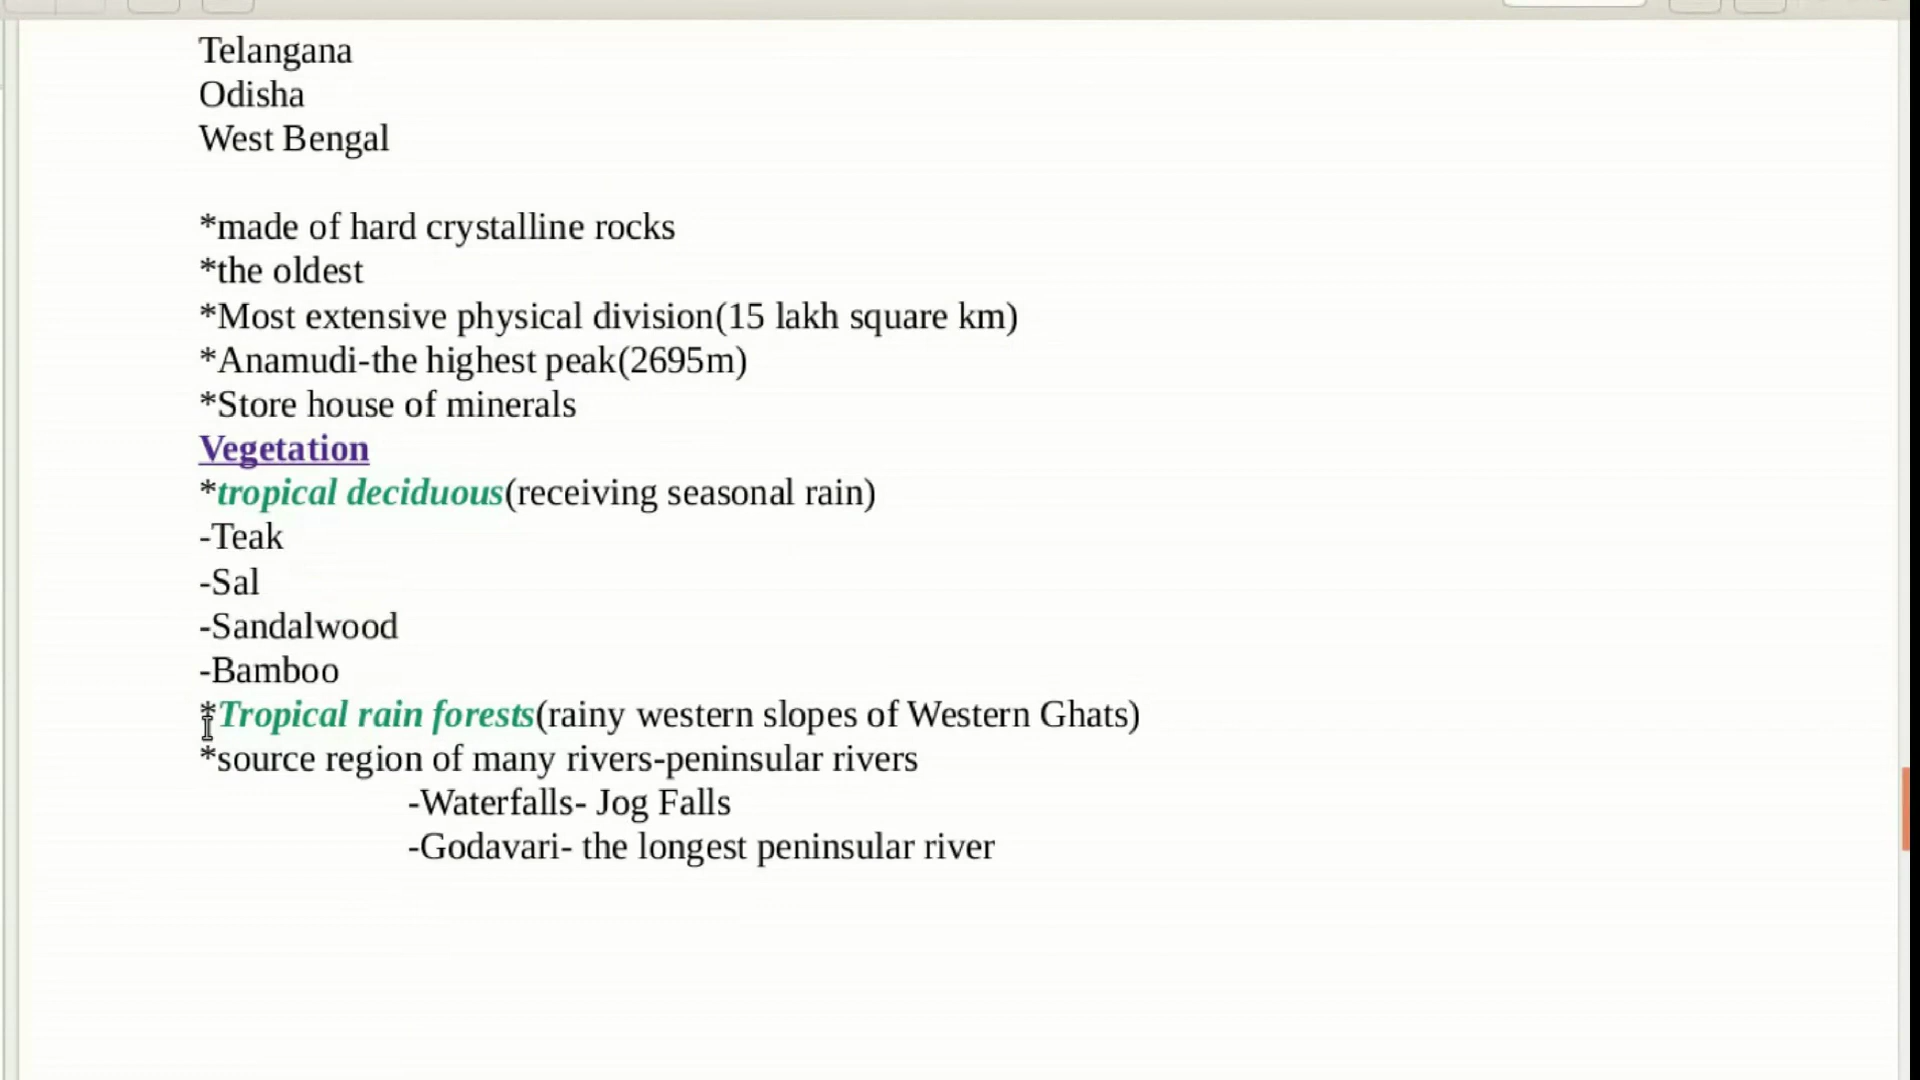 Telangana
Odisha
West Bengal
*made of hard crystalline rocks
*the oldest
*Most extensive physical division(15 lakh square km)
*Anamudi-the highest peak(2695m)
*Store house of minerals
Vegetation
*tropical deciduous(receiving seasonal rain)
-Teak
-Sal
-Sandalwood
-Bamboo
*Tropical rain forests(rainy western slopes of Western Ghats)
*source region of many rivers-peninsular rivers
-Waterfalls- Jog Falls
-Godavari- the longest peninsular river